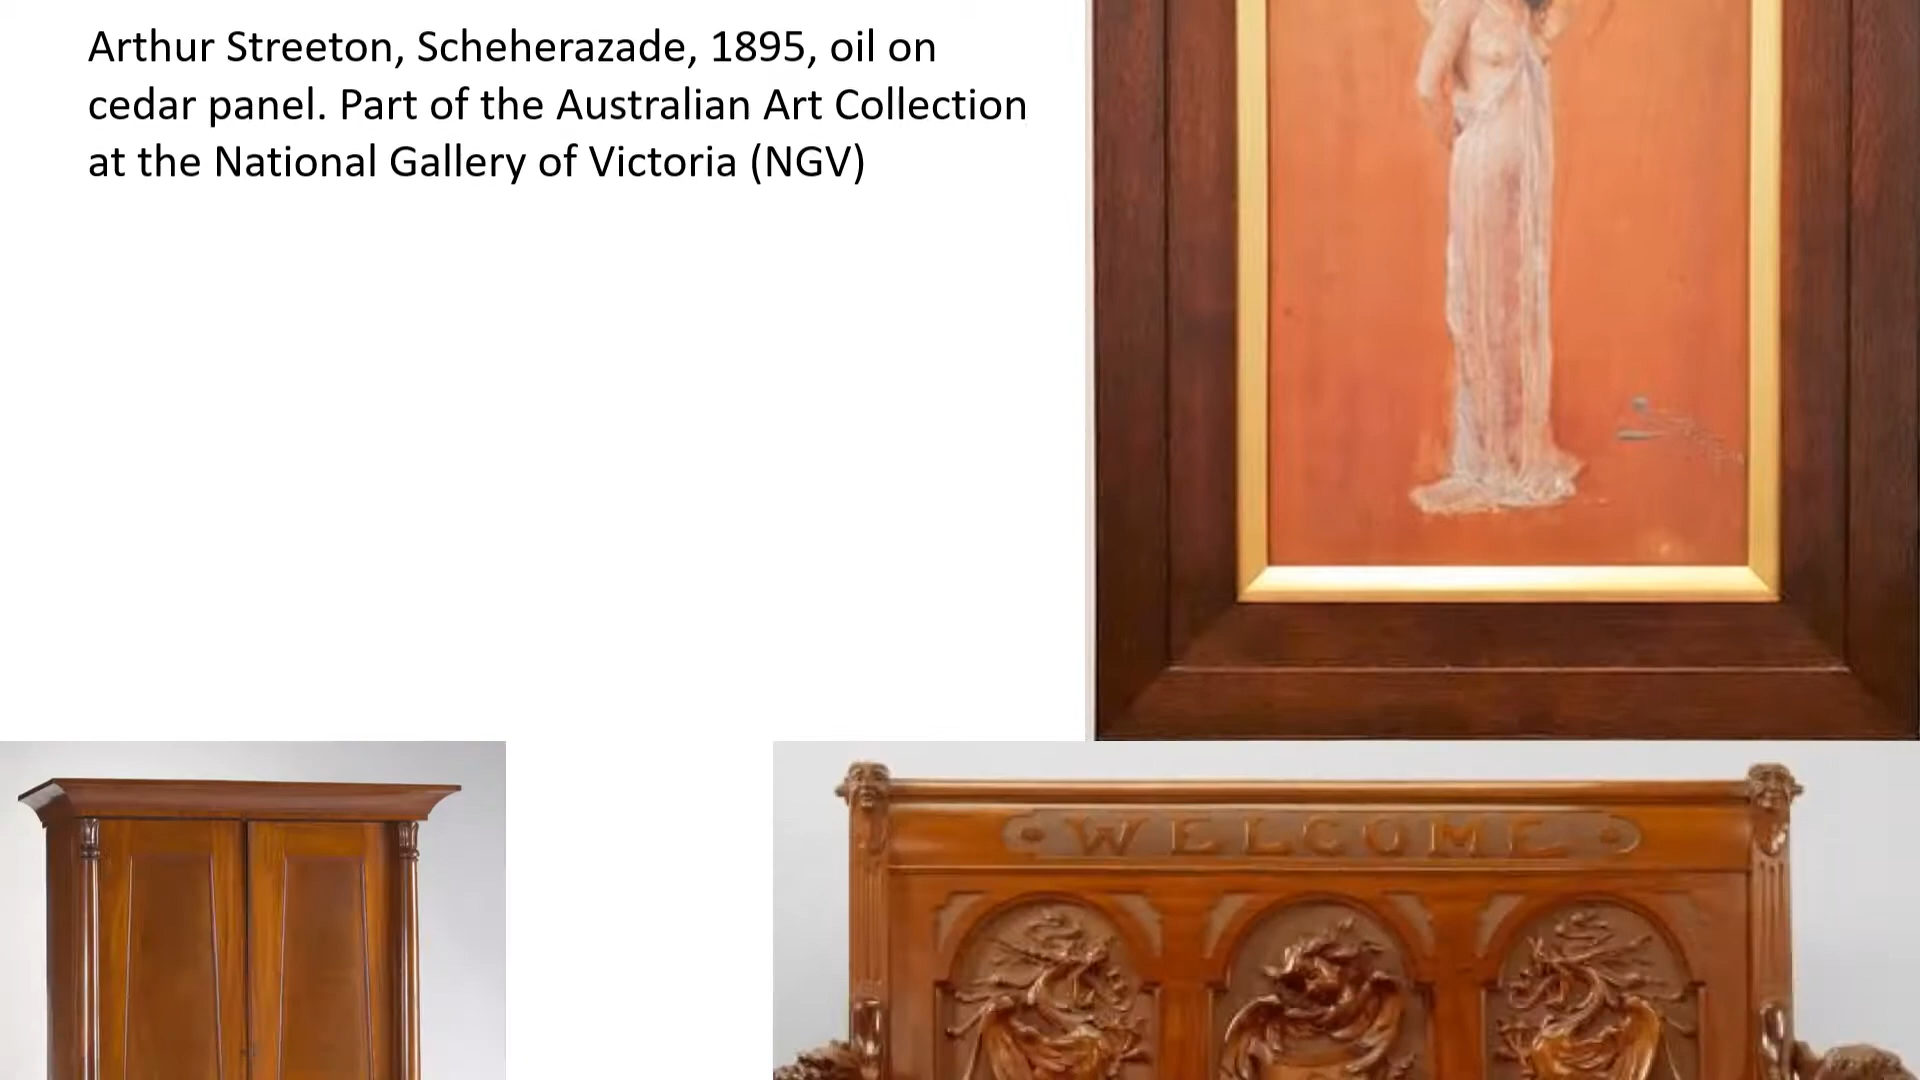 Arthur Streeton, Scheherazade, 1895, oil on
cedar panel. Part of the Australian Art Collection
at the National Gallery of Victoria (NGV)
WELCOME